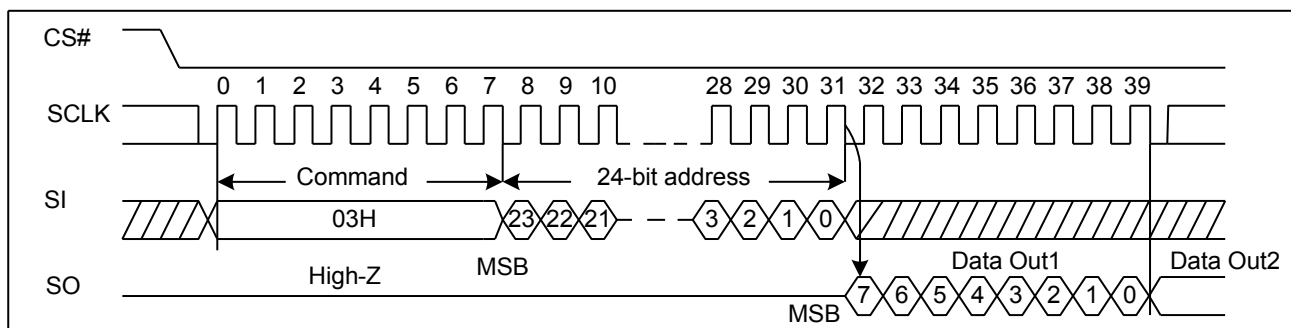 CS#
0 1 2 3 4 5 6 7 8 9 10 28 29 30 31 32 33 34 35 36 37 38 39
SCLK
Command 24-bit address
SI
03H 23 22 21 3 2 1 0
High-Z MSB Data Out1 Data Out2
SO
MSB 7 6 5 4 3 2 1 0